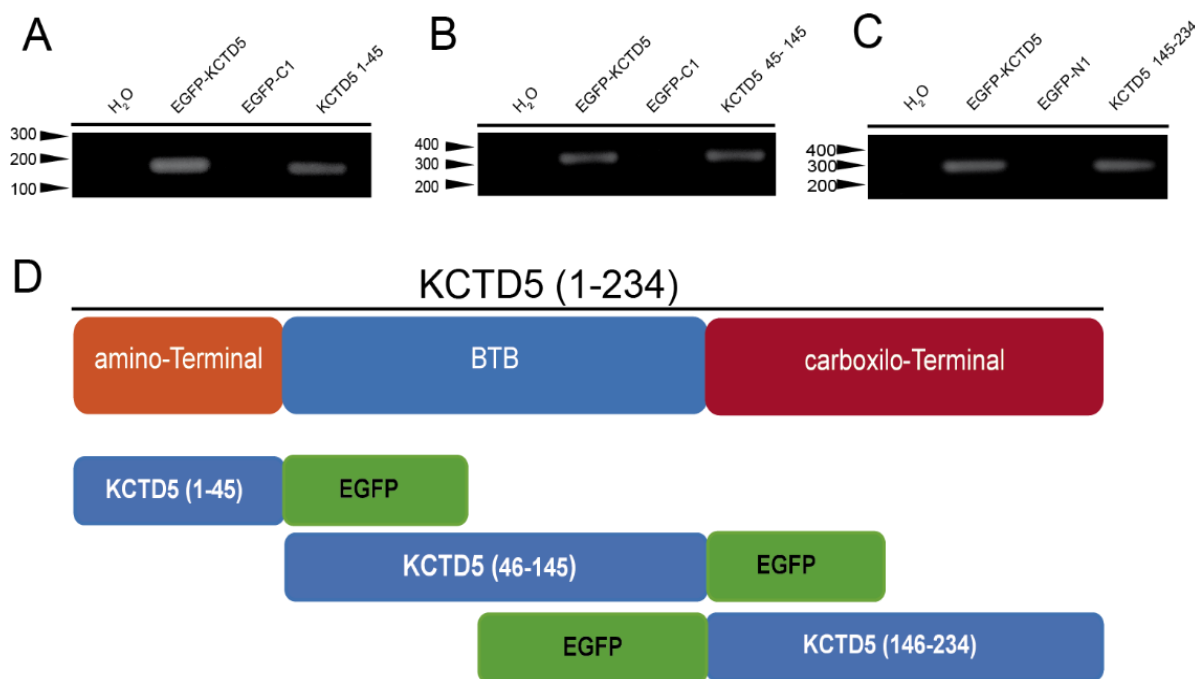 A
H2O
EGFP-KCTD5
EGFP-C1
KCTD5 1-45
300
200
100
B
H2O
EGFP-KCTD5
EGFP-C1
KCTD5 45- 145
400
300
200
C
H2O
EGFP-KCTD5
EGFP-N1
KCTD5 145-234
400
300
200
D
KCTD5 (1-234)
amino-Terminal BTB carboxilo-Terminal
KCTD5 (1-45) EGFP
KCTD5 (46-145) EGFP
EGFP KCTD5 (146-234)